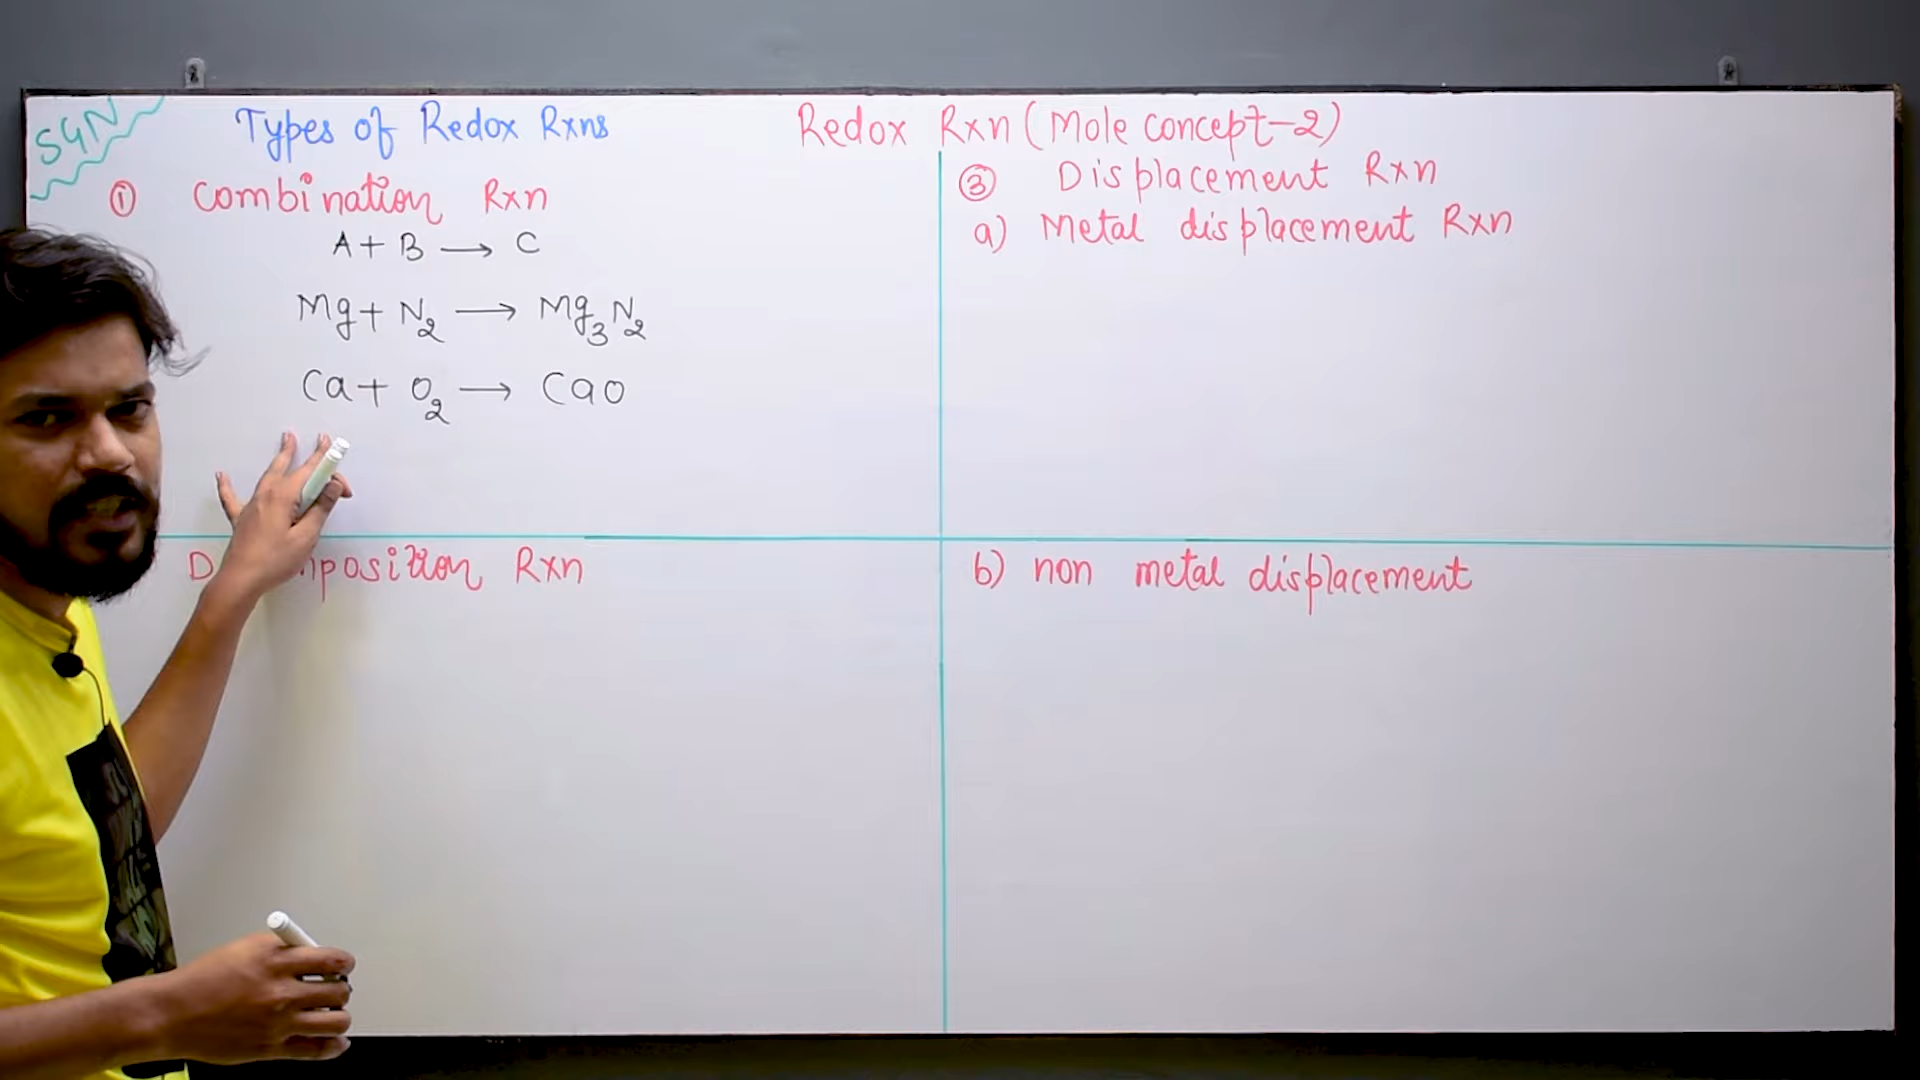 SGN
Types of Redox Rxns
Redox Rxn (Mole concept-2)
① Combination Rxn
A + B ⟶ C
Mg + N₂ ⟶ Mg₃N₂
Ca + O₂ ⟶ CaO
Rxn
③ Displacement Rxn
a) Metal displacement Rxn
b) non metal displacement